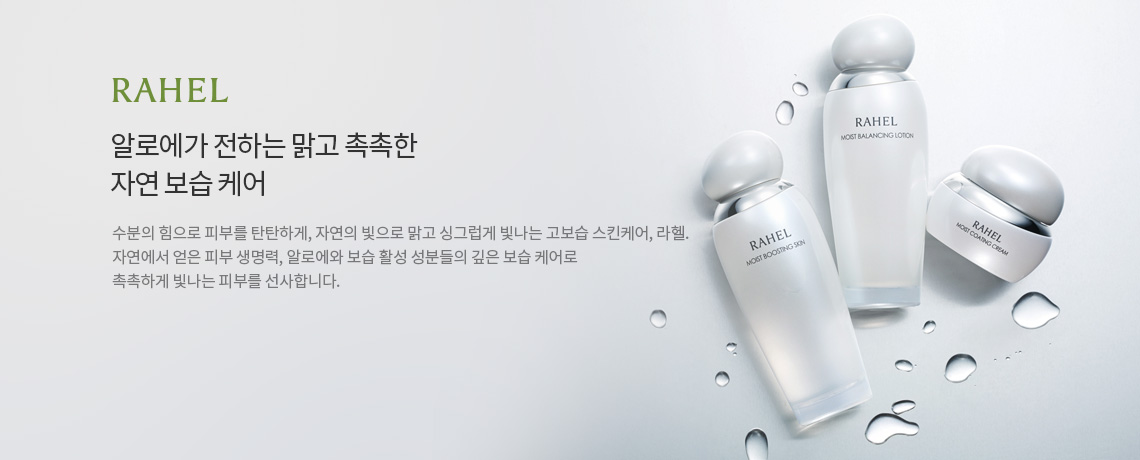 RAHEL
알로에가 전하는 맑고 촉촉한
자연 보습 케어
수분의 힘으로 피부를 탄탄하게, 자연의 빛으로 맑고 싱그럽게 빛나는 고보습 스킨케어, 라헬.
자연에서 얻은 피부 생명력, 알로에와 보습 활성 성분들의 깊은 보습 케어로
촉촉하게 빛나는 피부를 선사합니다.
RAHEL
MOIST BOOSTING SKIN
RAHEL
MOIST BALANCING LOTION
RAHEL
MOIST COATING CREAM